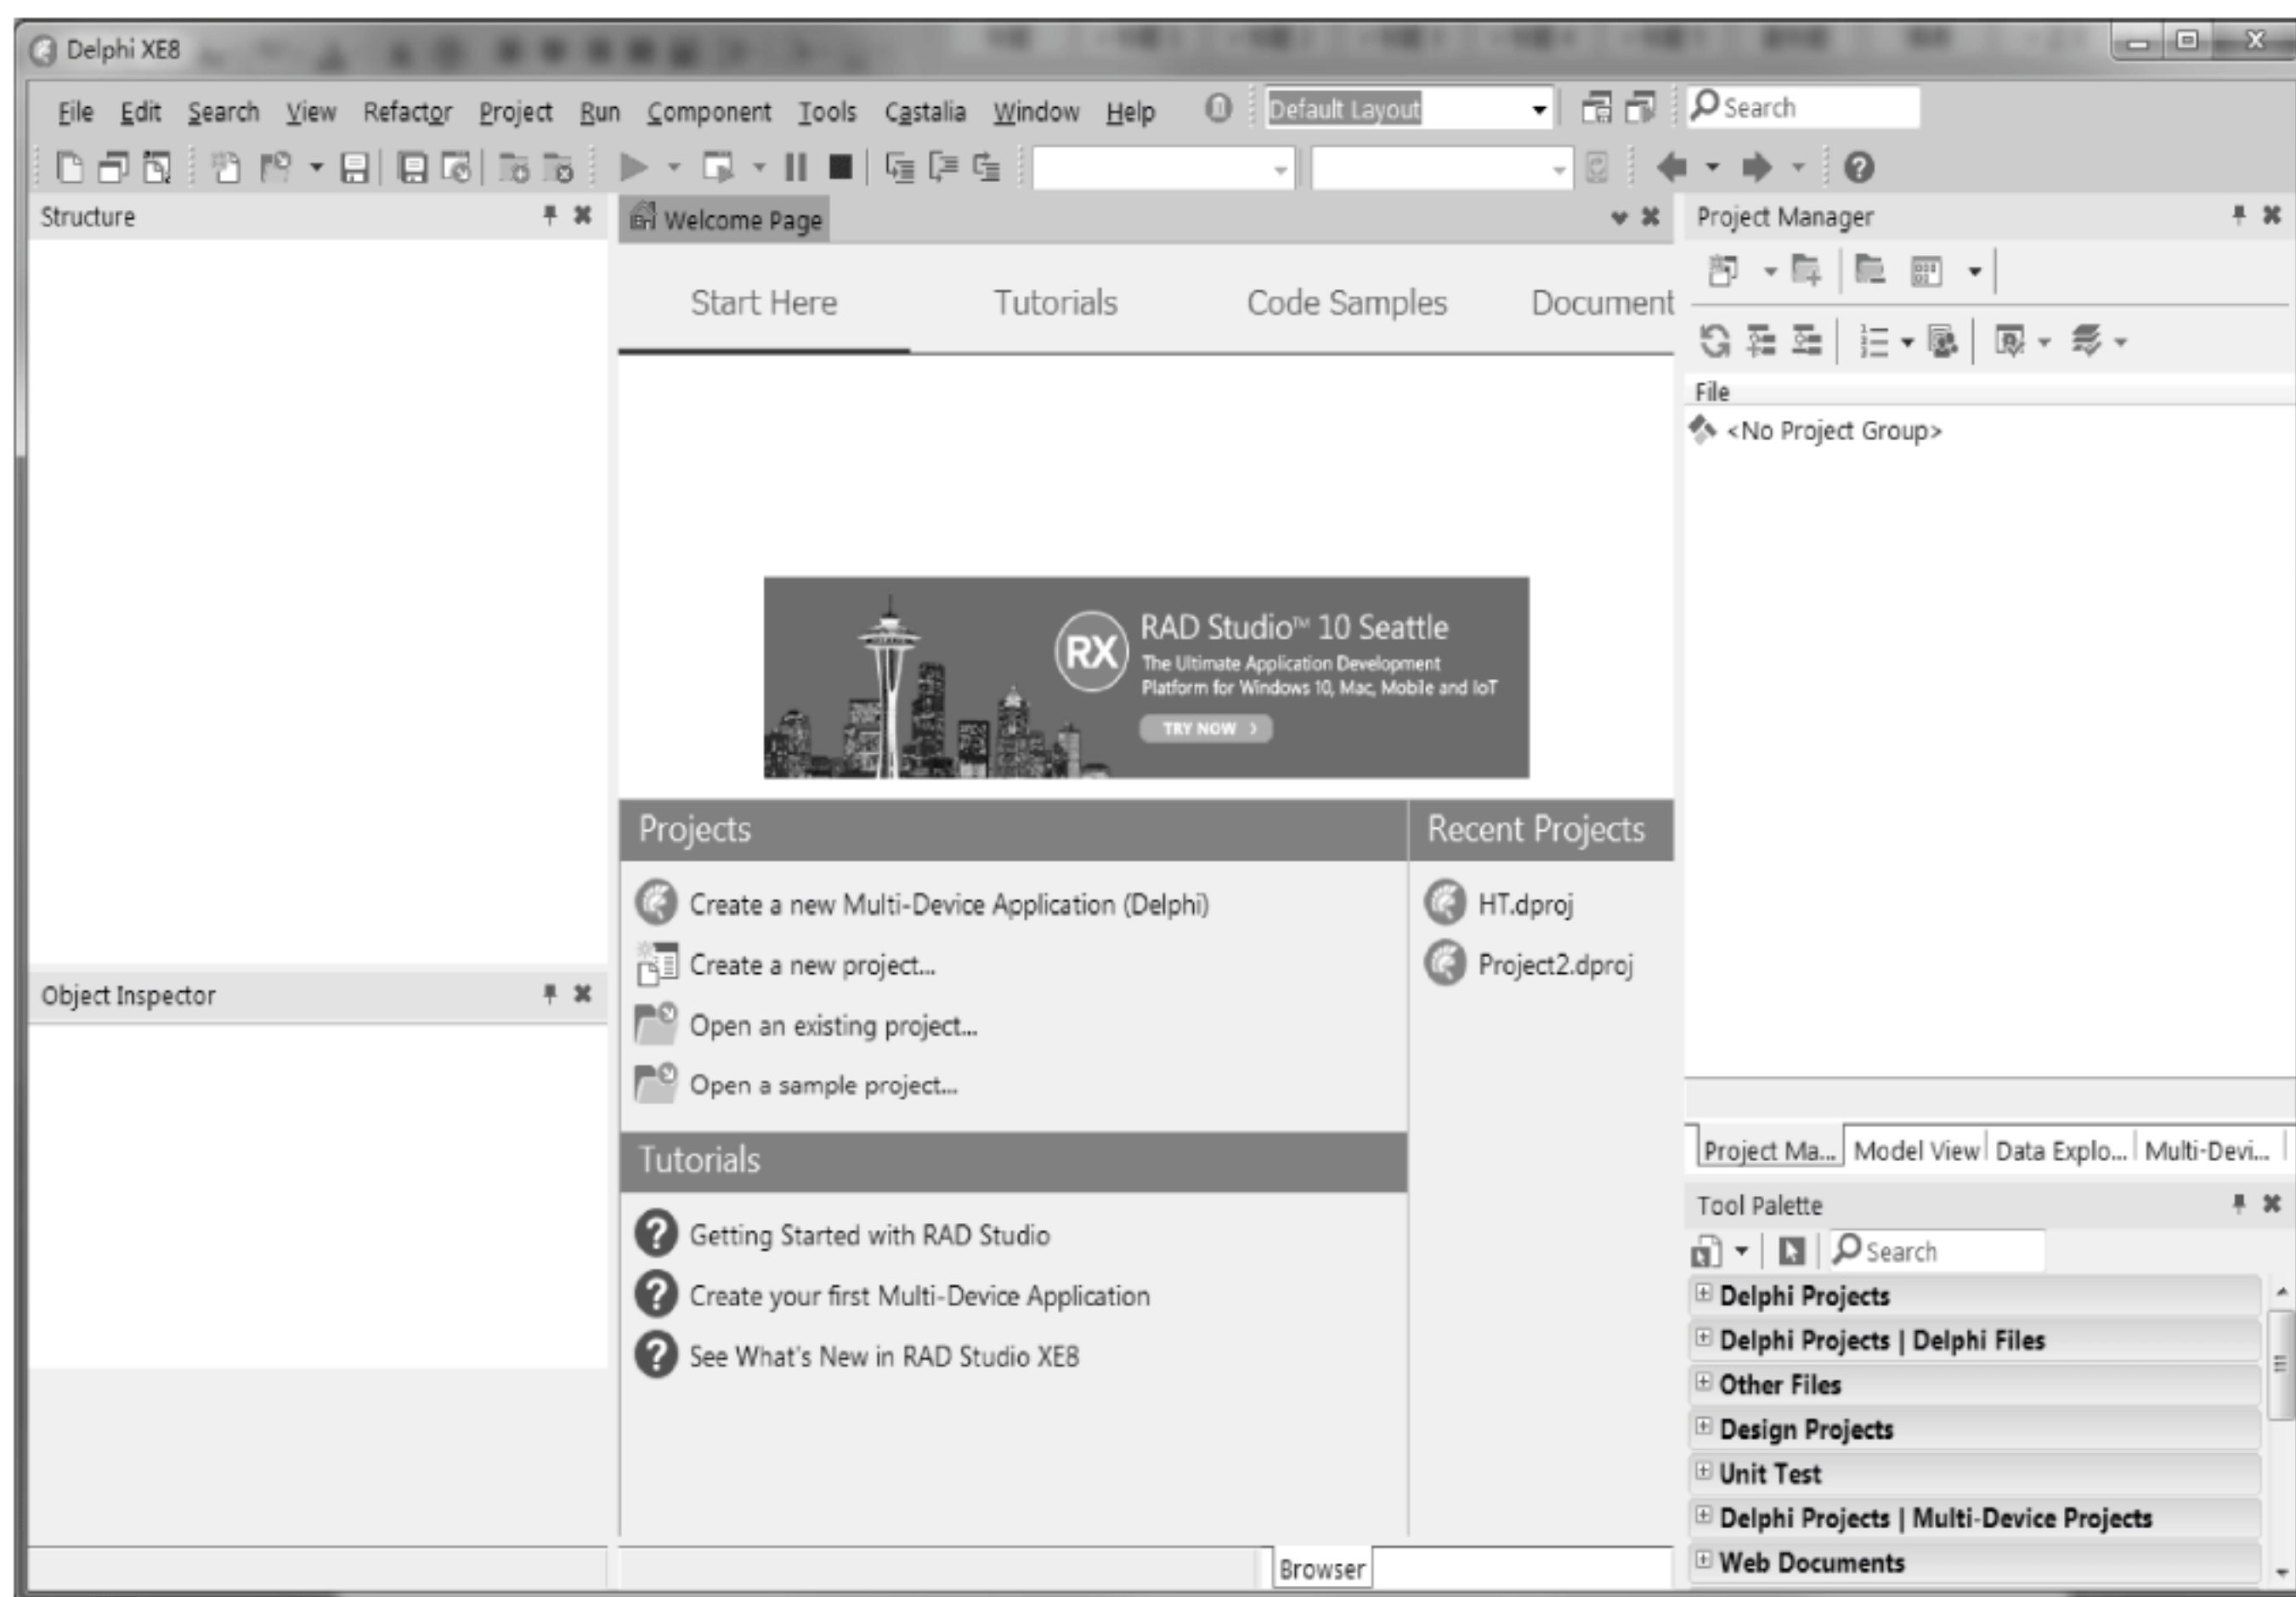 Delphi XE8
File Edit Search View Refactor Project Run Component Tools Castalia Window Help Default Layout Search
Structure
Welcome Page
Start Here Tutorials Code Samples Document
RX
RAD Studio™ 10 Seattle
The Ultimate Application Development
Platform for Windows 10, Mac, Mobile and IoT
TRY NOW >
Projects
Create a new Multi-Device Application (Delphi)
Create a new project...
Open an existing project...
Open a sample project...
Recent Projects
HT.dproj
Project2.dproj
Tutorials
Getting Started with RAD Studio
Create your first Multi-Device Application
See What's New in RAD Studio XE8
Browser
Object Inspector
Project Manager
File
<No Project Group>
Project Ma... Model View Data Explo... Multi-Devi...
Tool Palette
Search
Delphi Projects
Delphi Projects | Delphi Files
Other Files
Design Projects
Unit Test
Delphi Projects | Multi-Device Projects
Web Documents